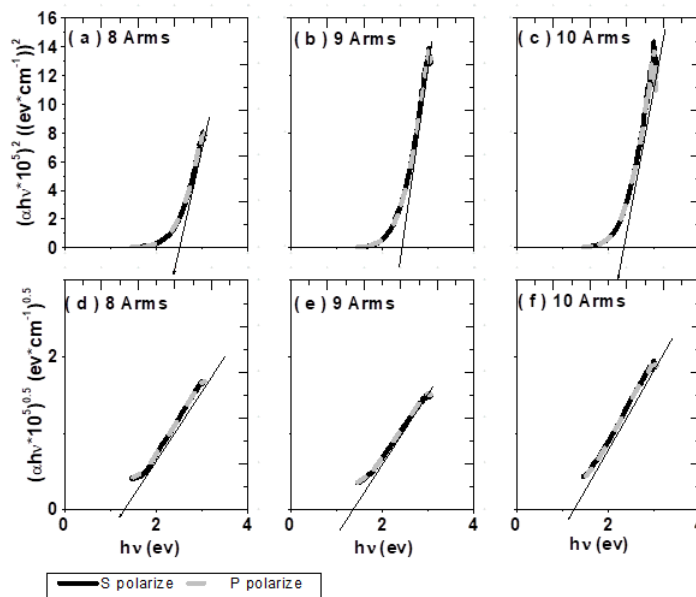 16
14
12
10
8
6
4
2
0
(αhν*10⁵)² ((ev*cm⁻¹))²
( a ) 8 Arms
( b ) 9 Arms
( c ) 10 Arms
2
0
(αhν*10⁵)^0.5 (ev*cm⁻¹)^0.5
( d ) 8 Arms
( e ) 9 Arms
( f ) 10 Arms
0 2 4
0 2 4
0 2 4
hν (ev)
hν (ev)
hν (ev)
S polarize P polarize